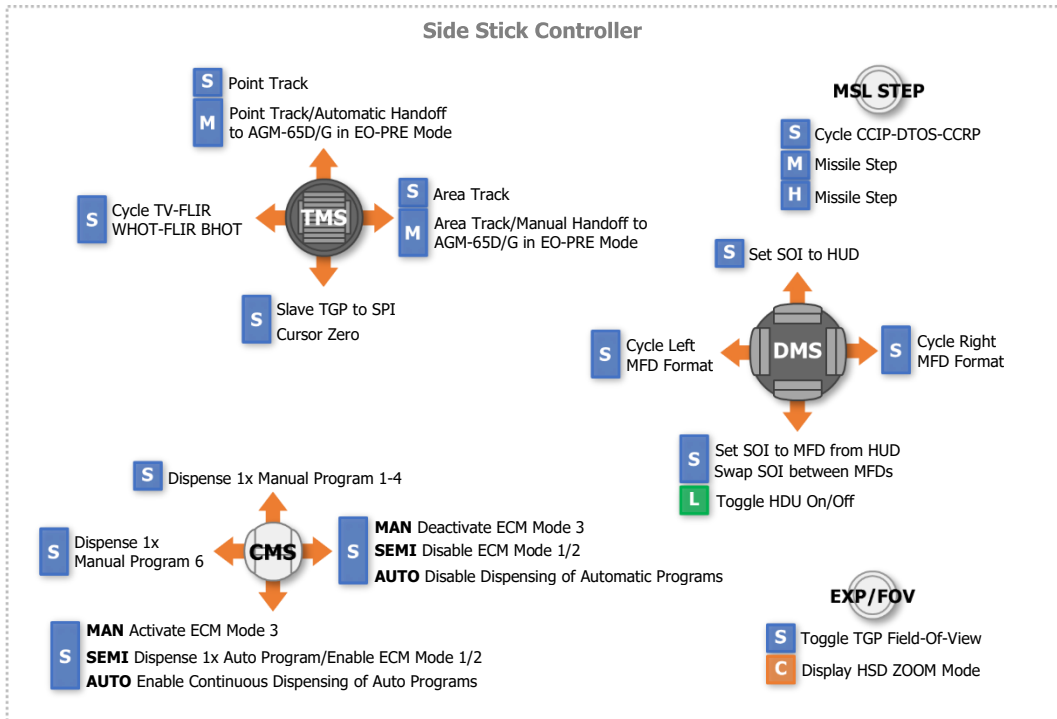 Side Stick Controller
S Point Track
M Point Track/Automatic Handoff
to AGM-65D/G in EO-PRE Mode
S Cycle TV-FLIR
WHOT-FLIR BHOT
TMS
S Area Track
M Area Track/Manual Handoff to
AGM-65D/G in EO-PRE Mode
S Slave TGP to SPI
Cursor Zero
MSL STEP
S Cycle CCIP-DTOS-CCRP
M Missile Step
H Missile Step
S Set SOI to HUD
S Cycle Left
MFD Format
DMS
S Cycle Right
MFD Format
S Set SOI to MFD from HUD
Swap SOI between MFDs
L Toggle HDU On/Off
S Dispense 1x Manual Program 1-4
S Dispense 1x
Manual Program 6
CMS
S MAN Deactivate ECM Mode 3
SEMI Disable ECM Mode 1/2
AUTO Disable Dispensing of Automatic Programs
S MAN Activate ECM Mode 3
SEMI Dispense 1x Auto Program/Enable ECM Mode 1/2
AUTO Enable Continuous Dispensing of Auto Programs
EXP/FOV
S Toggle TGP Field-Of-View
C Display HSD ZOOM Mode